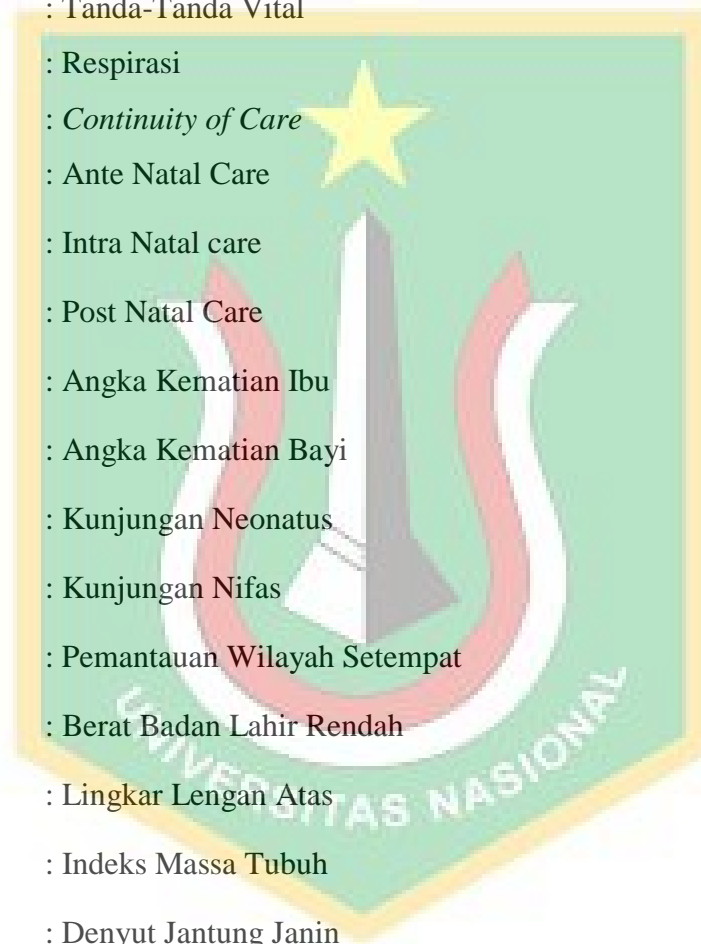 : Tanda-Tanda Vital
: Respirasi
: Continuity of Care
: Ante Natal Care
: Intra Natal care
: Post Natal Care
: Angka Kematian Ibu
: Angka Kematian Bayi
: Kunjungan Neonatus
: Kunjungan Nifas
: Pemantauan Wilayah Setempat
: Berat Badan Lahir Rendah
: Lingkar Lengan Atas
: Indeks Massa Tubuh
: Denyut Jantung Janin
UNIVERSITAS NASIONAL